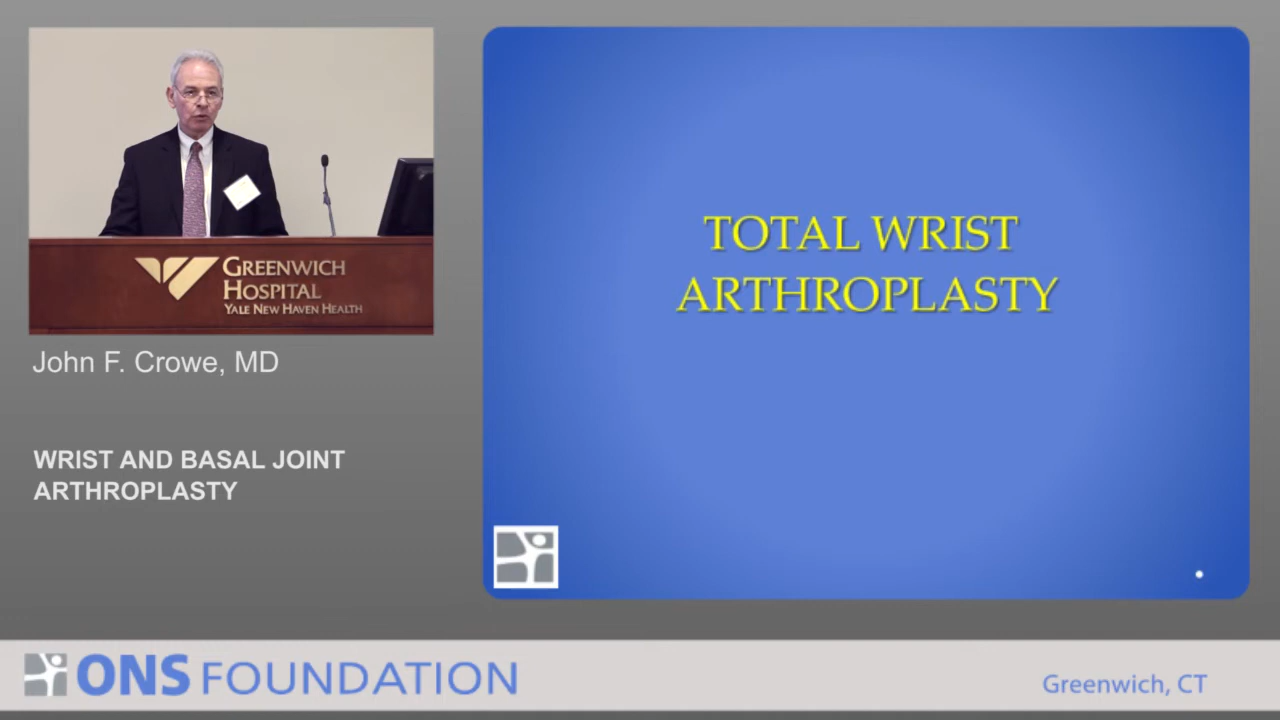 GREENWICH
HOSPITAL
YALE NEW HAVEN HEALTH
John F. Crowe, MD
WRIST AND BASAL JOINT
ARTHROPLASTY
TOTAL WRIST
ARTHROPLASTY
ONS FOUNDATION
Greenwich, CT